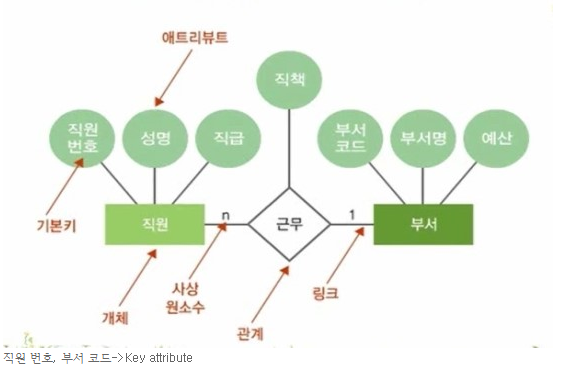 애트리뷰트
직책
직원
번호
성명
직급
부서
코드
부서명
예산
기본키
직원
n
근무
1
부서
개체
사상
원소수
관계
링크
직원 번호, 부서 코드->Key attribute